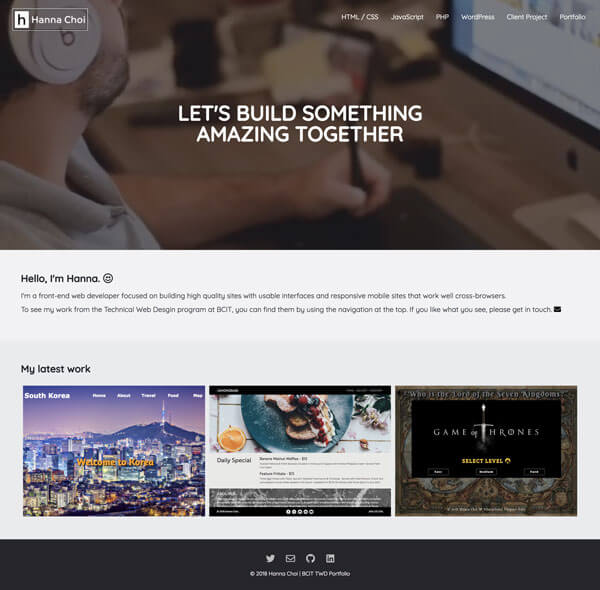 h Hanna Choi
HTML / CSS JavaScript PHP WordPress Client Project Portfolio
LET'S BUILD SOMETHING
AMAZING TOGETHER
Hello, I'm Hanna.
I'm a front-end web developer focused on building high quality sites with usable interfaces and responsive mobile sites that work well cross-browsers.
To see my work from the Technical Web Desgin program at BCIT, you can find them by using the navigation at the top. If you like what you see, please get in touch.
My latest work
South Korea Home About Travel Food Map
Welcome to Korea
Daily Special
Who is the Lord of the Seven Kingdoms?
GAME OF THRONES
SELECT LEVEL
© 2018 Hanna Choi | BCIT TWD Portfolio